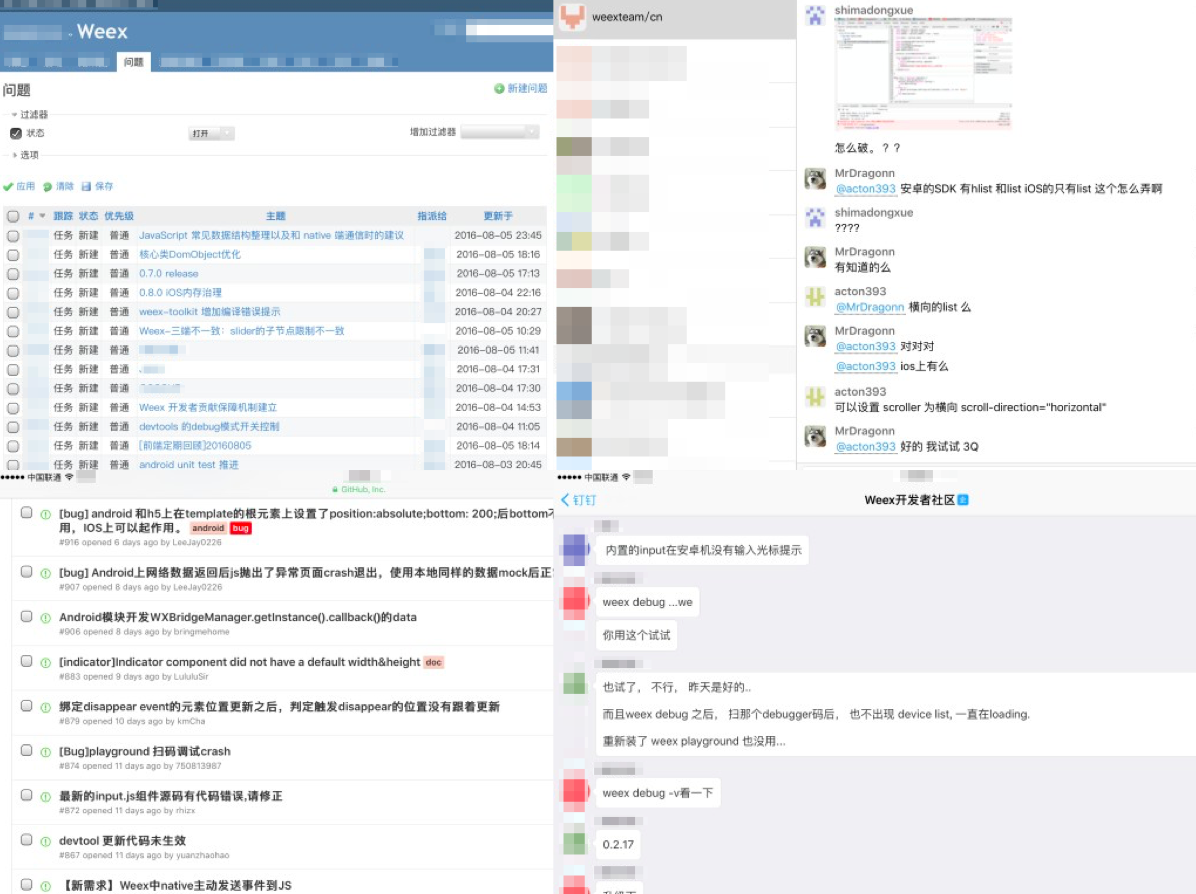 - Weex
问题
问题
新建问题
过滤器
状态
打开
增加过滤器
选项
应用 清除 保存
# 跟踪 状态 优先级 主题 指派给 更新于
任务 新建 普通 JavaScript 常见数据结构整理以及和 native 端通信时的建议 2016-08-05 23:45
任务 新建 普通 核心类DomObject优化 2016-08-05 18:16
任务 新建 普通 0.7.0 release 2016-08-05 17:13
任务 新建 普通 0.8.0 iOS内存治理 2016-08-04 22:16
任务 新建 普通 weex-toolkit 增加编译错误提示 2016-08-04 20:27
任务 新建 普通 Weex-三端不一致：slider的子节点限制不一致 2016-08-05 10:29
任务 新建 普通 2016-08-05 11:41
任务 新建 普通 2016-08-04 17:31
任务 新建 普通 2016-08-04 17:30
任务 新建 普通 Weex 开发者贡献保障机制建立 2016-08-04 14:53
任务 新建 普通 devtools 的debug模式开关控制 2016-08-04 11:05
任务 新建 普通 [前端定期回顾]20160805 2016-08-05 18:14
任务 新建 普通 android unit test 推进 2016-08-03 20:45
weexteam/cn
shimadongxue
怎么破。？？
MrDragonn
@acton393 安卓的SDK 有hlist 和list iOS的只有list 这个怎么弄啊
shimadongxue
????
MrDragonn
有知道的么
acton393
@MrDragonn 横向的list 么
MrDragonn
@acton393 对对对
@acton393 ios上有么
acton393
可以设置 scroller 为横向 scroll-direction="horizontal"
MrDragonn
@acton393 好的 我试试 3Q
中国联通
GitHub, Inc.
[bug] android 和h5上在template的根元素上设置了position:absolute;bottom: 200;后bottom不
用，IOS上可以起作用。 android bug
#916 opened 6 days ago by LeeJay0226
[bug] Android上网络数据返回后js抛出了异常页面crash退出，使用本地同样的数据mock后正
#907 opened 8 days ago by LeeJay0226
Android模块开发WXBridgeManager.getInstance().callback()的data
#906 opened 8 days ago by bringmehome
[indicator]Indicator component did not have a default width&height doc
#883 opened 9 days ago by LululuSir
绑定disappear event的元素位置更新之后，判定触发disappear的位置没有跟着更新
#879 opened 10 days ago by kmCha
[Bug]playground 扫码调试crash
#874 opened 11 days ago by 750813987
最新的input.js组件源码有代码错误,请修正
#872 opened 11 days ago by rhizx
devtool 更新代码未生效
#867 opened 11 days ago by yuanzhaohao
【新需求】Weex中native主动发送事件到JS
中国联通
钉钉
Weex开发者社区
内置的input在安卓机没有输入光标提示
weex debug ...we
你用这个试试
也试了， 不行， 昨天是好的..
而且weex debug 之后， 扫那个debugger码后， 也不出现 device list, 一直在loading.
重新装了 weex playground 也没用...
weex debug -v看一下
0.2.17